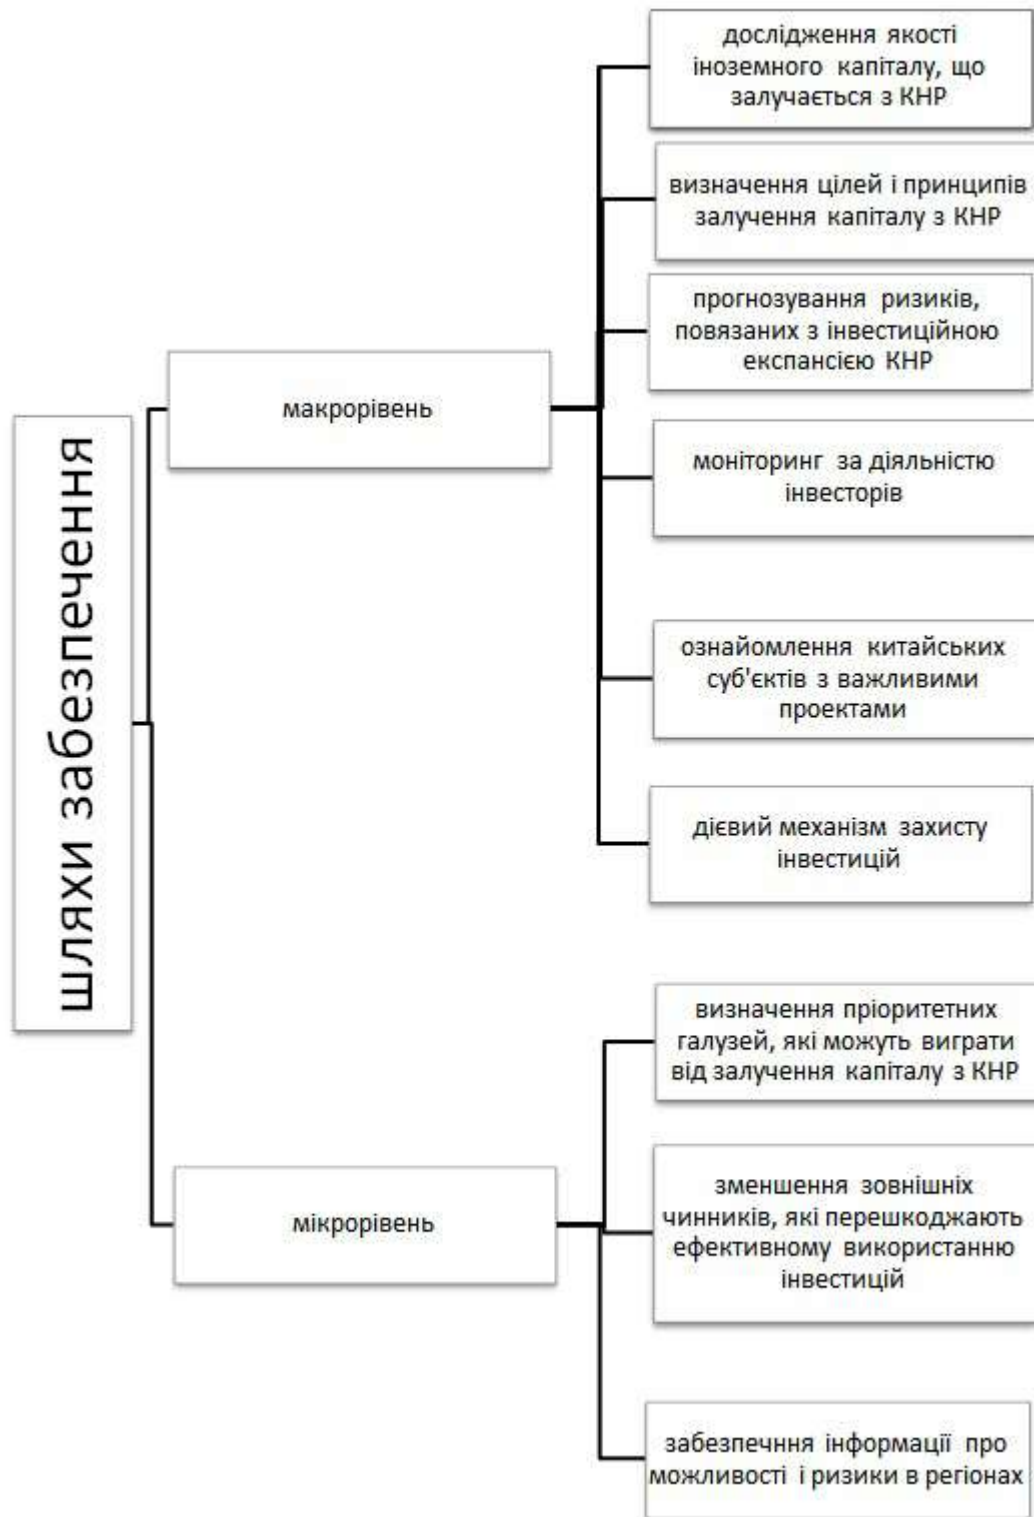 шляхи забезпечення
макрорівень
дослідження якості
іноземного капіталу, що
залучається з КНР
визначення цілей і принципів
залучення капіталу з КНР
прогнозування ризиків,
повязаних з інвестиційною
експансією КНР
моніторинг за діяльністю
інвесторів
ознайомлення китайських
суб'єктів з важливими
проектами
дієвий механізм захисту
інвестицій
мікрорівень
визначення пріоритетних
галузей, які можуть виграти
від залучення капіталу з КНР
зменшення зовнішніх
чинників, які перешкоджають
ефективному використанню
інвестицій
забезпечння інформації про
можливості і ризики в регіонах